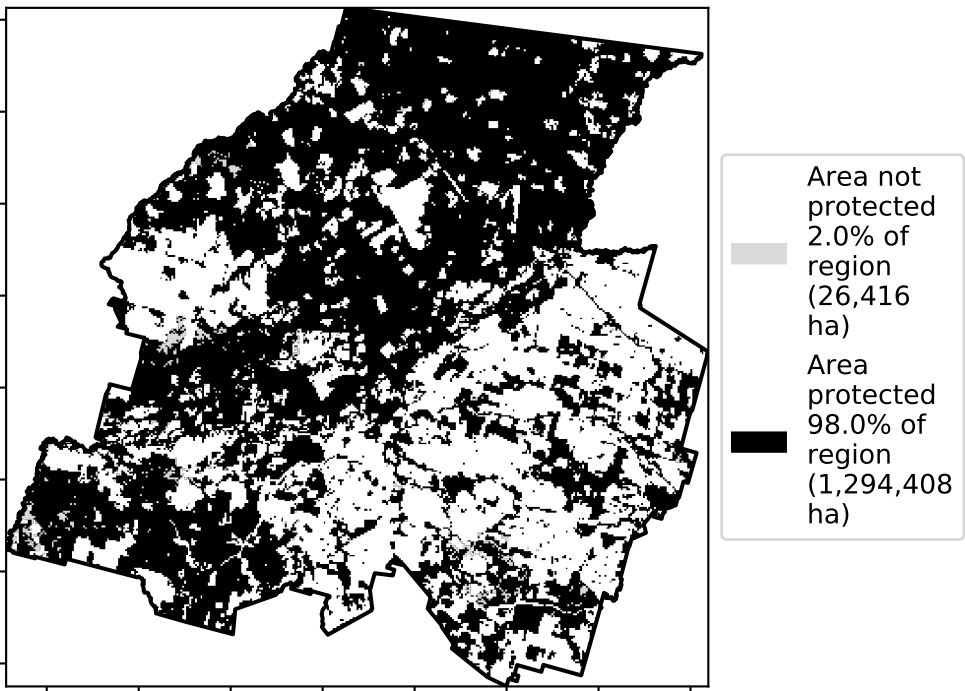 Area not
protected
2.0% of
region
(26,416
ha)
Area
protected
98.0% of
region
(1,294,408
ha)